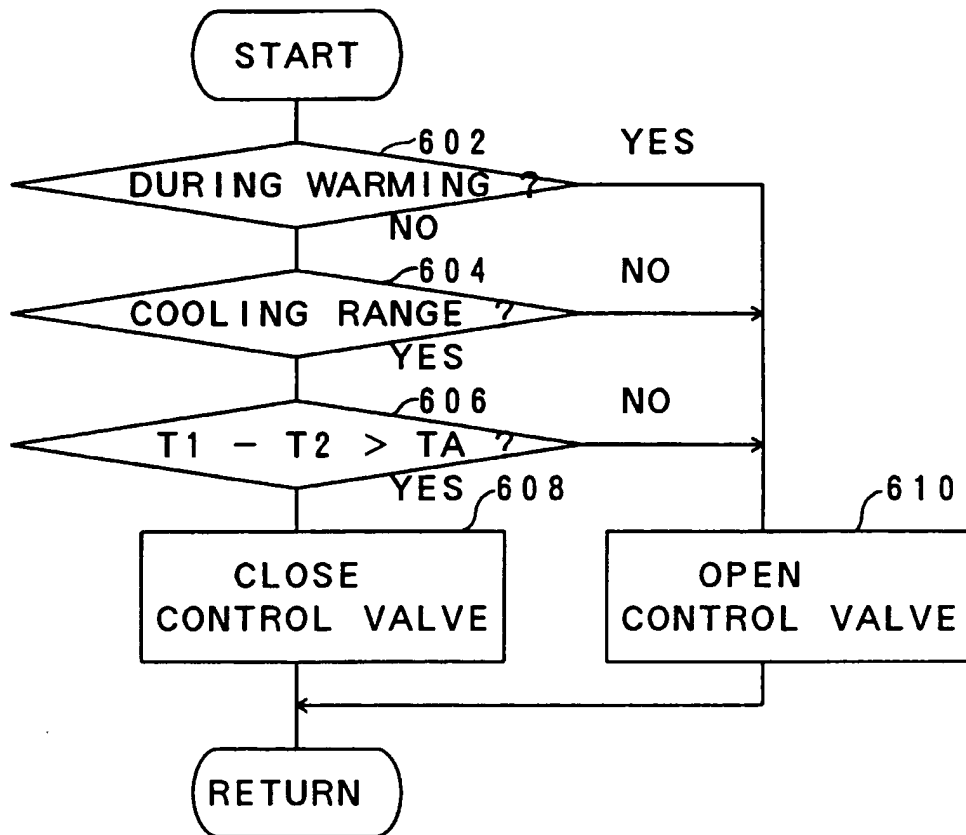 START
602
YES
DURING WARMING ?
NO
604
NO
COOLING RANGE ?
YES
606
NO
T1 - T2 > TA ?
YES
608
610
CLOSE
CONTROL VALVE
OPEN
CONTROL VALVE
RETURN